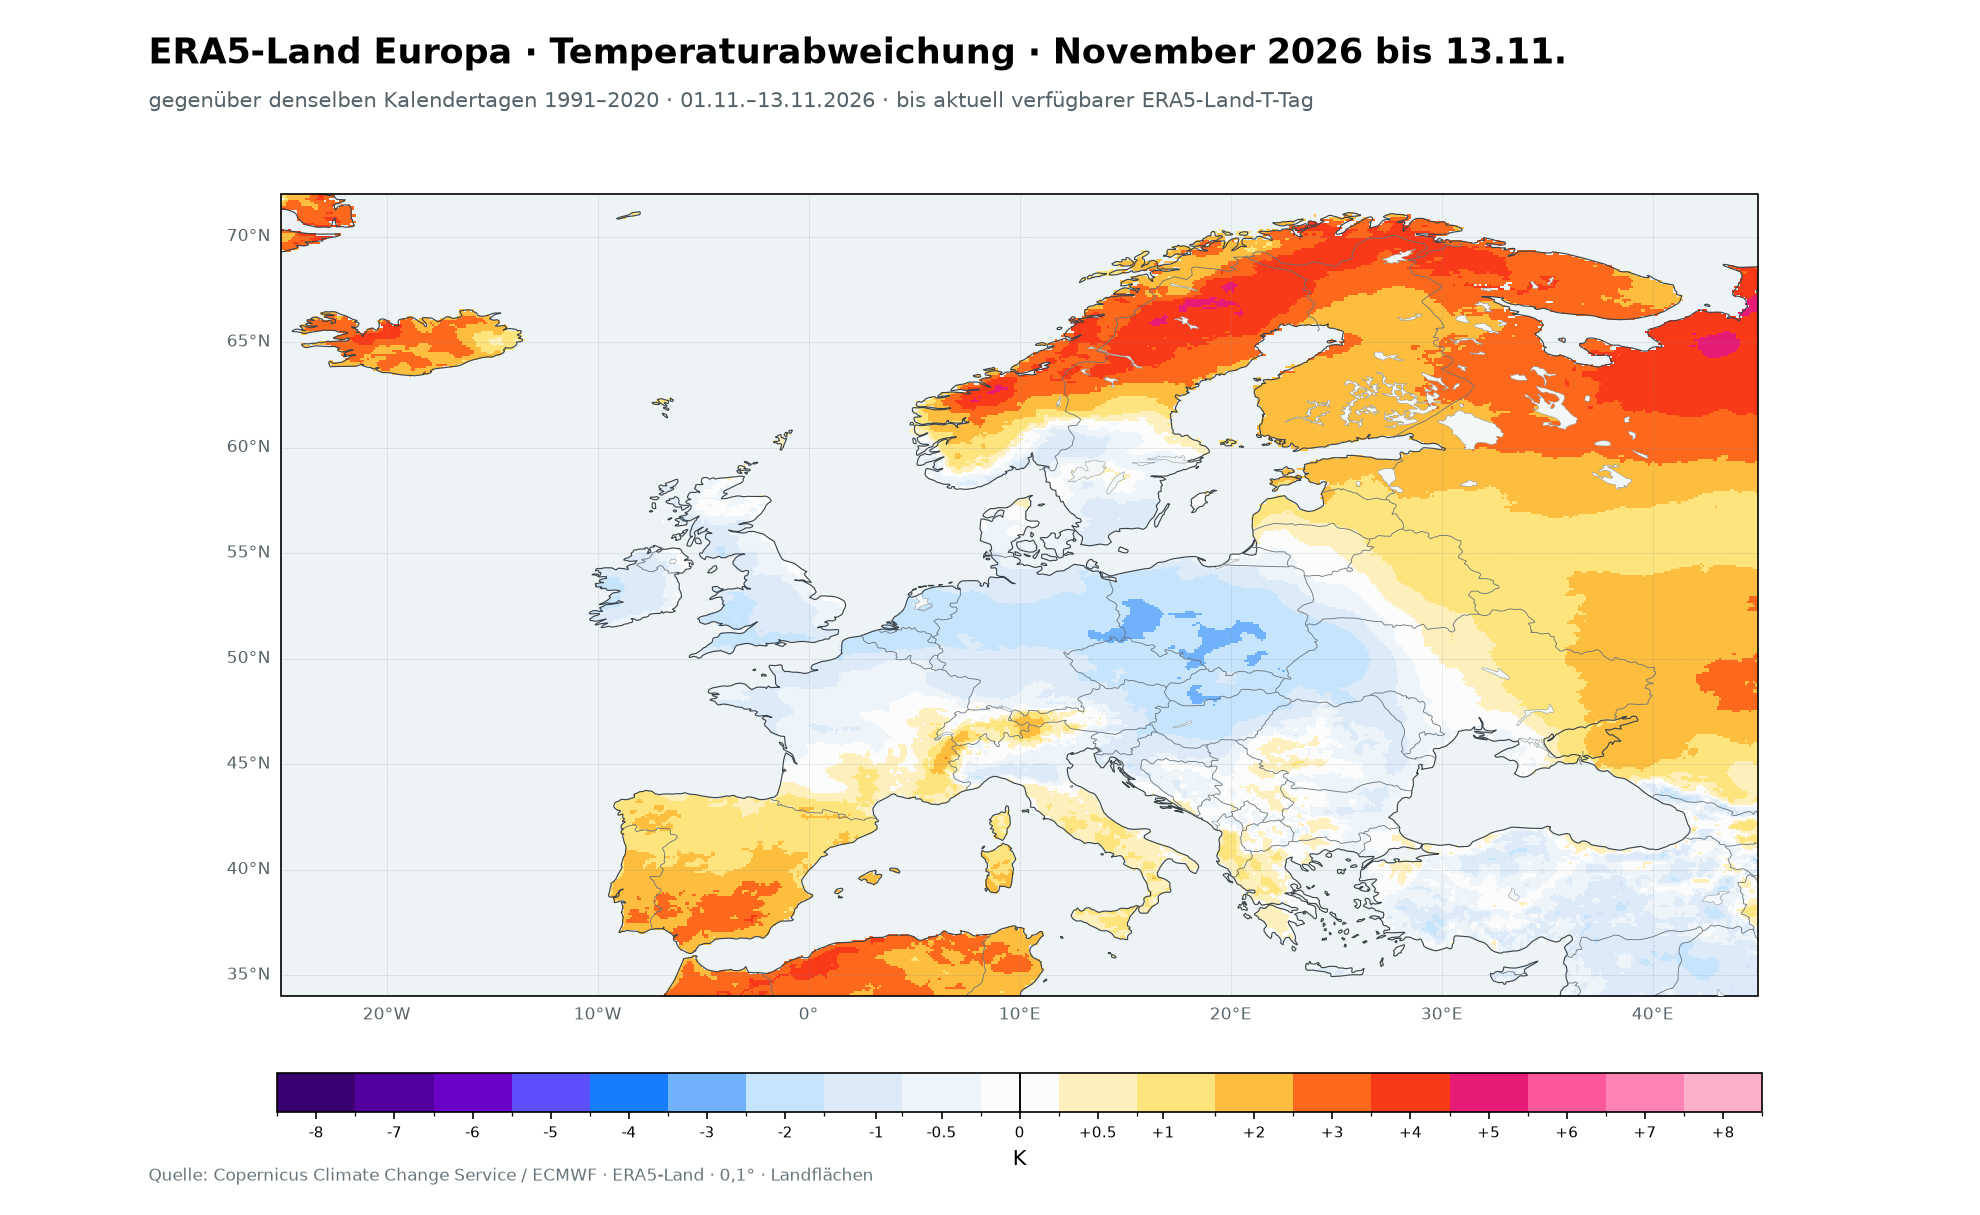 ERA5-Land Europa · Temperaturabweichung · November 2026 bis 13.11.
gegenüber denselben Kalendertagen 1991–2020 · 01.11.–13.11.2026 · bis aktuell verfügbarer ERA5-Land-T-Tag
70°N
65°N
60°N
55°N
50°N
45°N
40°N
35°N
20°W 10°W 0° 10°E 20°E 30°E 40°E
-8 -7 -6 -5 -4 -3 -2 -1 -0.5 0 +0.5 +1 +2 +3 +4 +5 +6 +7 +8
K
Quelle: Copernicus Climate Change Service / ECMWF · ERA5-Land · 0,1° · Landflächen